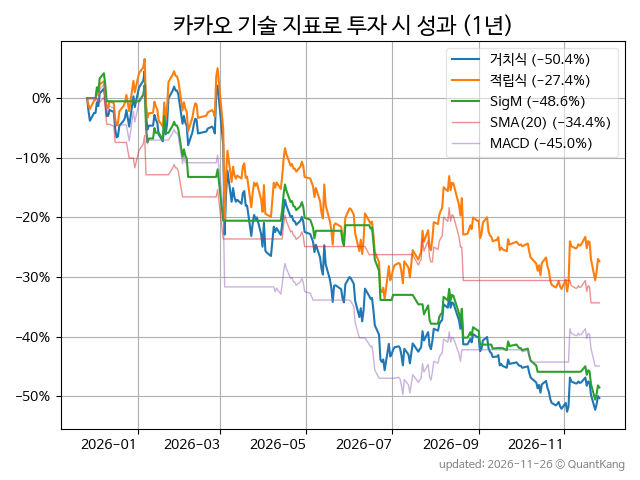 카카오 기술 지표로 투자 시 성과 (1년)
거치식 (−50.4%)
적립식 (−27.4%)
SigM (−48.6%)
SMA(20) (−34.4%)
MACD (−45.0%)
0%
−10%
−20%
−30%
−40%
−50%
2026-01 2026-03 2026-05 2026-07 2026-09 2026-11
updated: 2026-11-26 © QuantKang